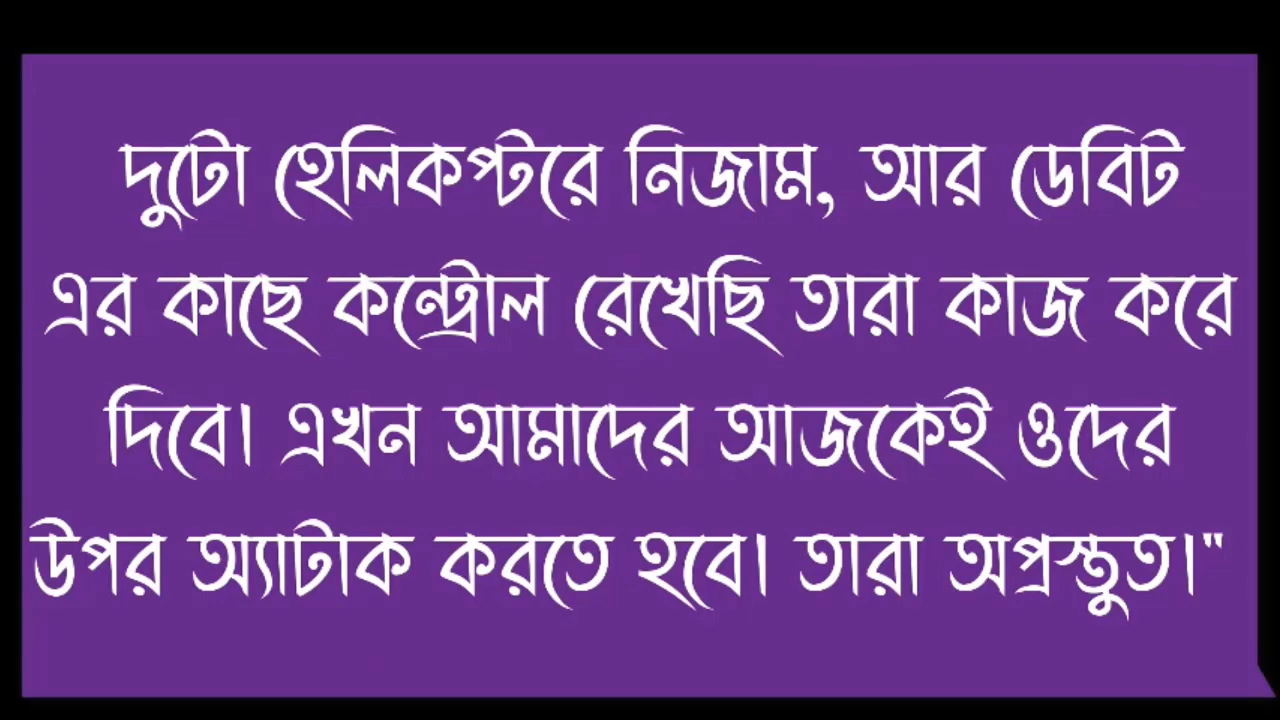 দুটো হেলিকপ্টরে নিজাম, আর ডেবিট
এর কাছে কন্ট্রোল রেখেছি তারা কাজ করে
দিবে। এখন আমাদের আজকেই ওদের
উপর অ্যাটাক করতে হবে। তারা অপ্রস্তুত।"